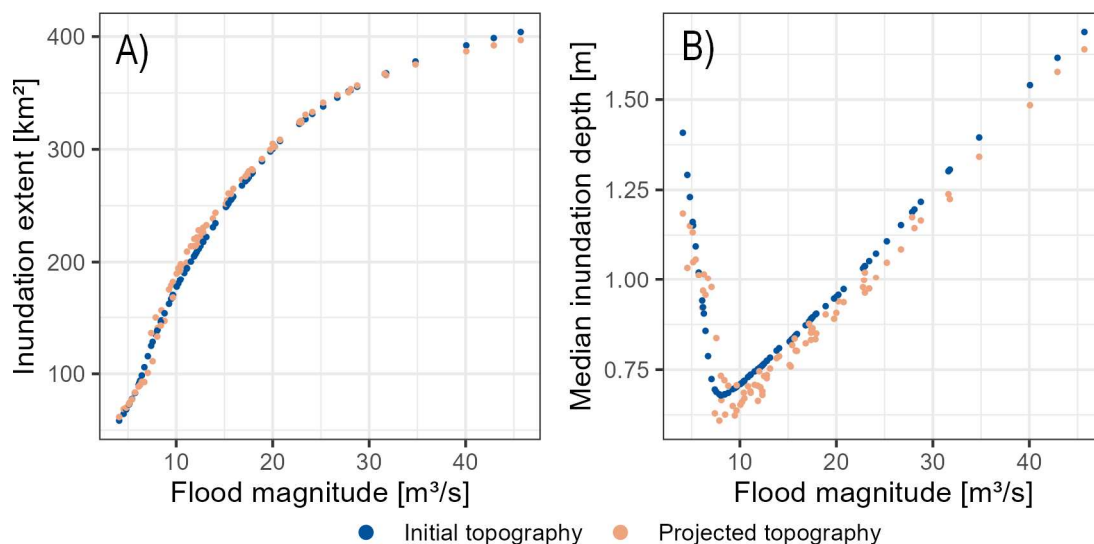 A)
Inundation extent [km²]
400
300
200
100
10 20 30 40
Flood magnitude [m³/s]
B)
Median inundation depth [m]
1.50
1.25
1.00
0.75
10 20 30 40
Flood magnitude [m³/s]
Initial topography Projected topography